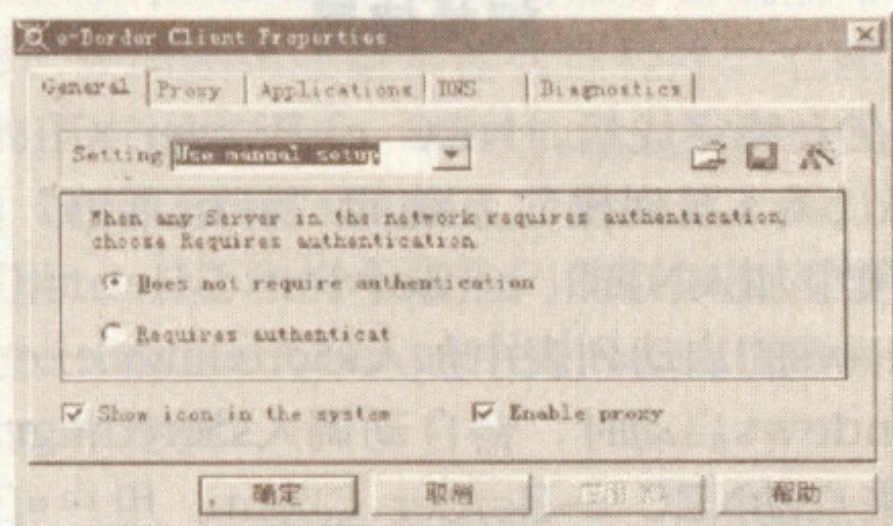 e-Border Client Properties
General Proxy Applications DNS Diagnostics
Setting Use manual setup
When any Server in the network requires authentication,
choose Requires authentication
Does not require authentication
Requires authenticat
Show icon in the system Enable proxy
确定 取消 帮助